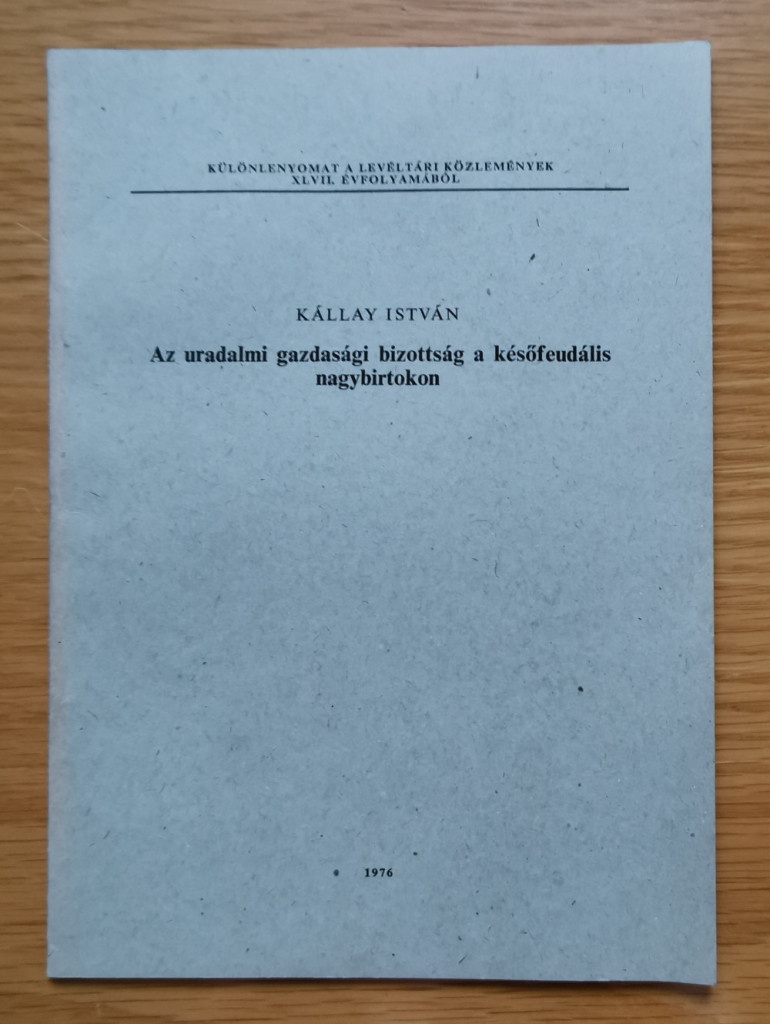 KÜLÖNLENYOMAT A LEVÉLTÁRI KÖZLEMÉNYEK
XLVII. ÉVFOLYAMÁBÓL
KÁLLAY ISTVÁN
Az uradalmi gazdasági bizottság a későfeudális
nagybirtokon
1976